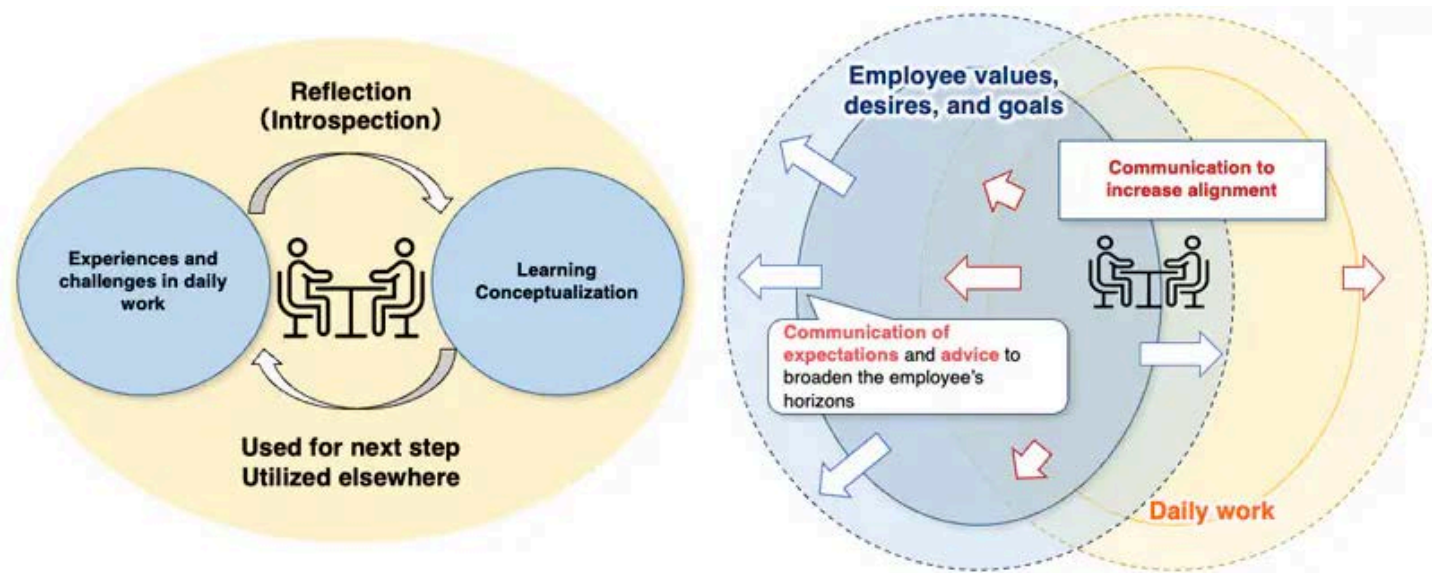 Reflection
(Introspection)
Experiences and
challenges in daily
work
Learning
Conceptualization
Used for next step
Utilized elsewhere
Employee values,
desires, and goals
Communication to
increase alignment
Communication of
expectations and advice to
broaden the employee's
horizons
Daily work